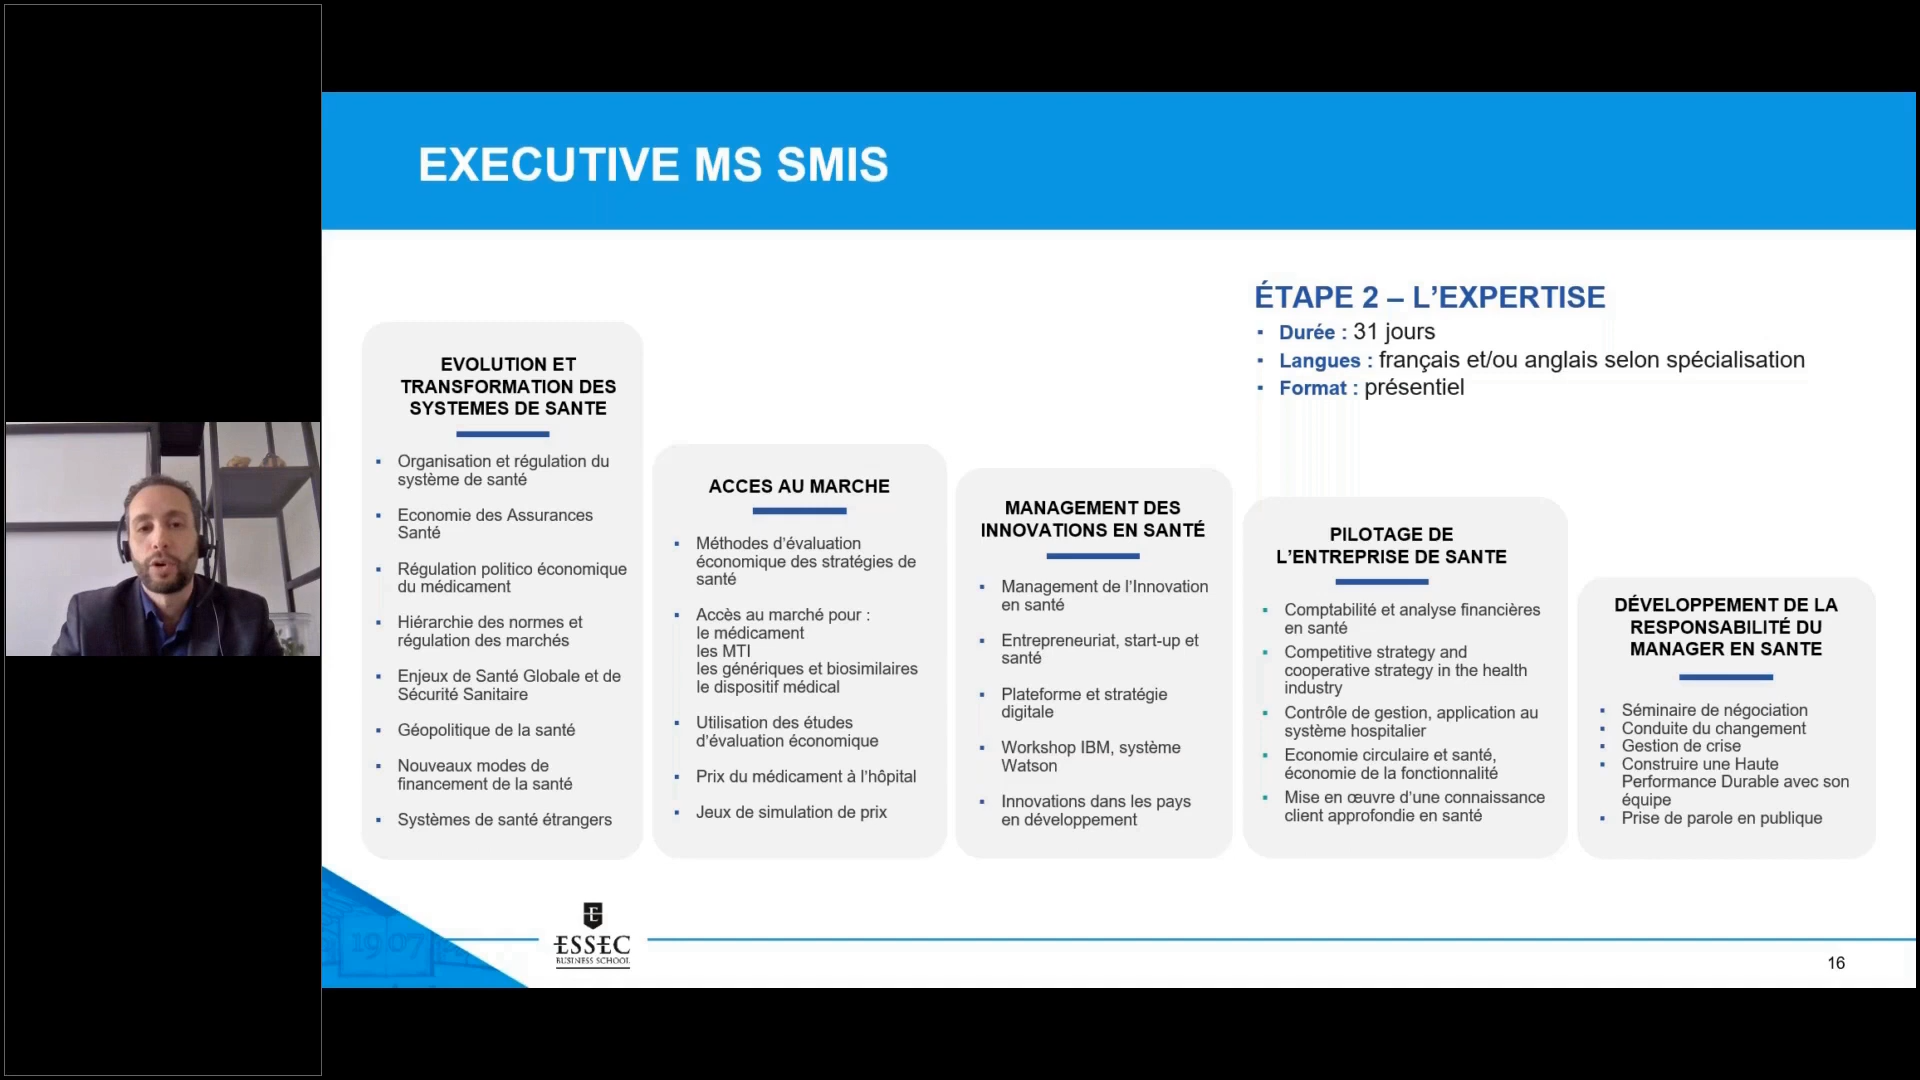 EXECUTIVE MS SMIS
ÉTAPE 2 – L’EXPERTISE
▪ Durée : 31 jours
▪ Langues : français et/ou anglais selon spécialisation
▪ Format : présentiel
EVOLUTION ET
TRANSFORMATION DES
SYSTEMES DE SANTE
▪ Organisation et régulation du
système de santé
▪ Economie des Assurances
Santé
▪ Régulation politico économique
du médicament
▪ Hiérarchie des normes et
régulation des marchés
▪ Enjeux de Santé Globale et de
Sécurité Sanitaire
▪ Géopolitique de la santé
▪ Nouveaux modes de
financement de la santé
▪ Systèmes de santé étrangers
ACCES AU MARCHE
▪ Méthodes d’évaluation
économique des stratégies de
santé
▪ Accès au marché pour :
le médicament
les MTI
les génériques et biosimilaires
le dispositif médical
▪ Utilisation des études
d’évaluation économique
▪ Prix du médicament à l’hôpital
▪ Jeux de simulation de prix
MANAGEMENT DES
INNOVATIONS EN SANTÉ
▪ Management de l’Innovation
en santé
▪ Entrepreneuriat, start-up et
santé
▪ Plateforme et stratégie
digitale
▪ Workshop IBM, système
Watson
▪ Innovations dans les pays
en développement
PILOTAGE DE
L’ENTREPRISE DE SANTE
▪ Comptabilité et analyse financières
en santé
▪ Competitive strategy and
cooperative strategy in the health
industry
▪ Contrôle de gestion, application au
système hospitalier
▪ Economie circulaire et santé,
économie de la fonctionnalité
▪ Mise en œuvre d’une connaissance
client approfondie en santé
DÉVELOPPEMENT DE LA
RESPONSABILITÉ DU
MANAGER EN SANTE
▪ Séminaire de négociation
▪ Conduite du changement
▪ Gestion de crise
▪ Construire une Haute
Performance Durable avec son
équipe
▪ Prise de parole en publique
1907
ESSEC
BUSINESS SCHOOL
16